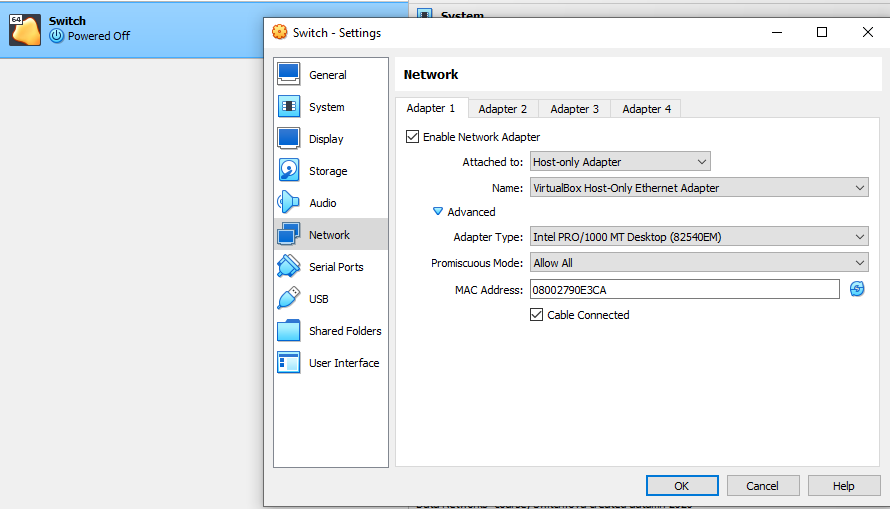 64
Switch
Powered Off
System
Switch - Settings
General
System
Display
Storage
Audio
Network
Serial Ports
USB
Shared Folders
User Interface
Network
Adapter 1
Adapter 2
Adapter 3
Adapter 4
Enable Network Adapter
Attached to: Host-only Adapter
Name: VirtualBox Host-Only Ethernet Adapter
Advanced
Adapter Type: Intel PRO/1000 MT Desktop (82540EM)
Promiscuous Mode: Allow All
MAC Address: 08002790E3CA
Cable Connected
OK
Cancel
Help